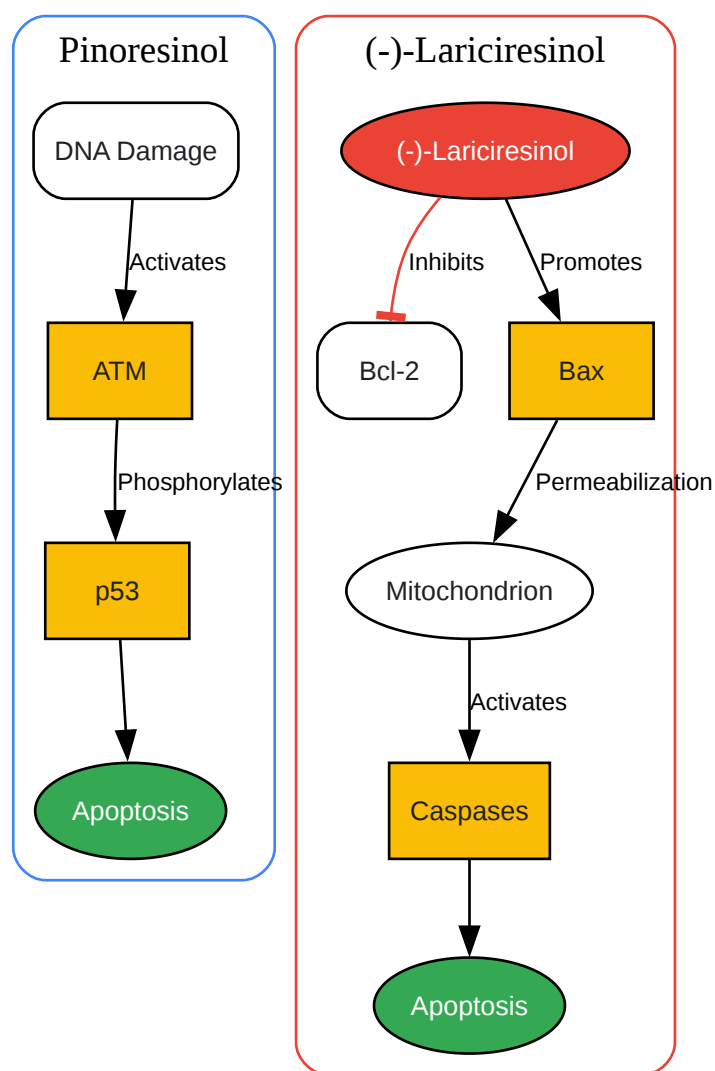 Pinoresinol
DNA Damage
Activates
ATM
Phosphorylates
p53
Apoptosis
(-)-Lariciresinol
(-)-Lariciresinol
Inhibits
Promotes
Bcl-2
Bax
Permeabilization
Mitochondrion
Activates
Caspases
Apoptosis